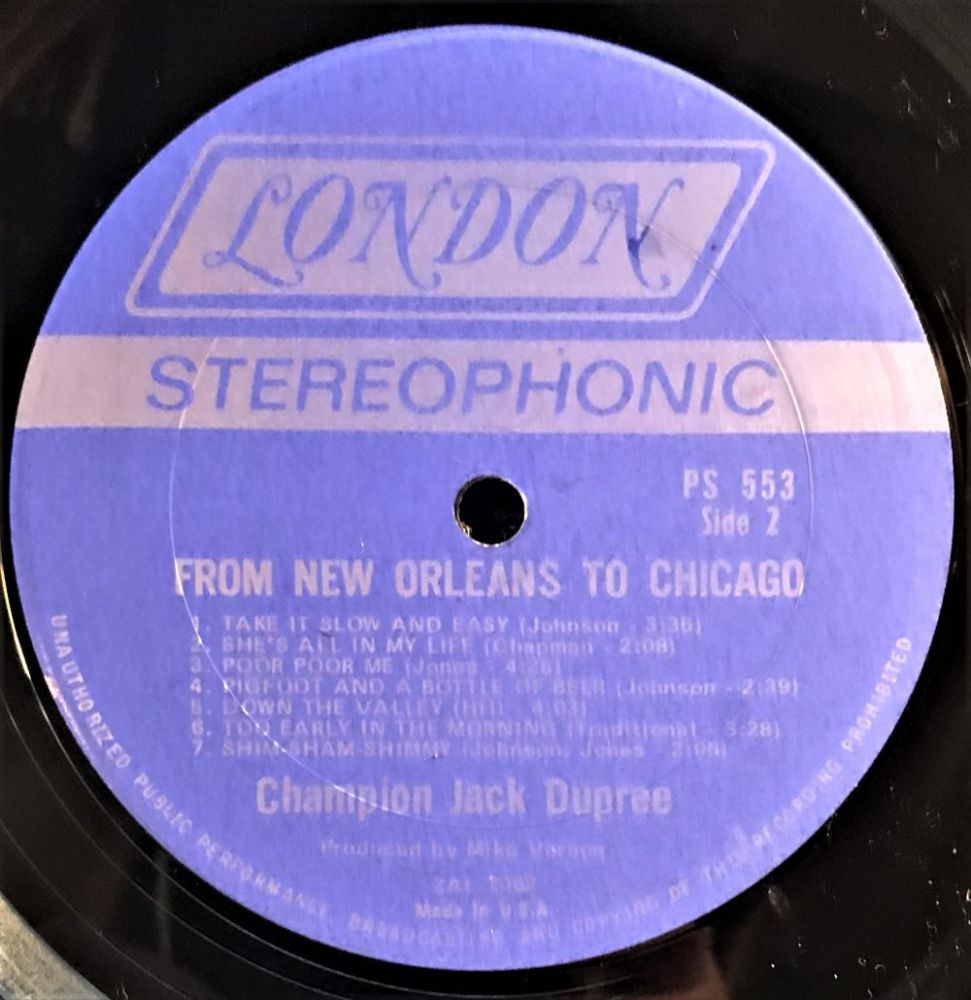 LONDON
STEREOPHONIC
PS 553
Side 2
FROM NEW ORLEANS TO CHICAGO
1. TAKE IT SLOW AND EASY (Johnson - 3:35)
2. SHE'S ALL IN MY LIFE (Chapman - 2:08)
3. POOR POOR ME (Jones -
4. PIGFOOT AND A BOTTLE OF BEER (Johnson - 2:39)
5. DOWN THE VALLEY (Hill - 4:03)
6. TOO EARLY IN THE MORNING (Traditional - 3:28)
7. SHIM-SHAM-SHIMMY (Johnson, Jones -
Champion Jack Dupree
Produced by Mike Vernon
ZAL
Made in U.S.A
UNAUTHORIZED PUBLIC PERFORMANCE BROADCASTING AND COPYING OF THIS RECORDING PROHIBITED